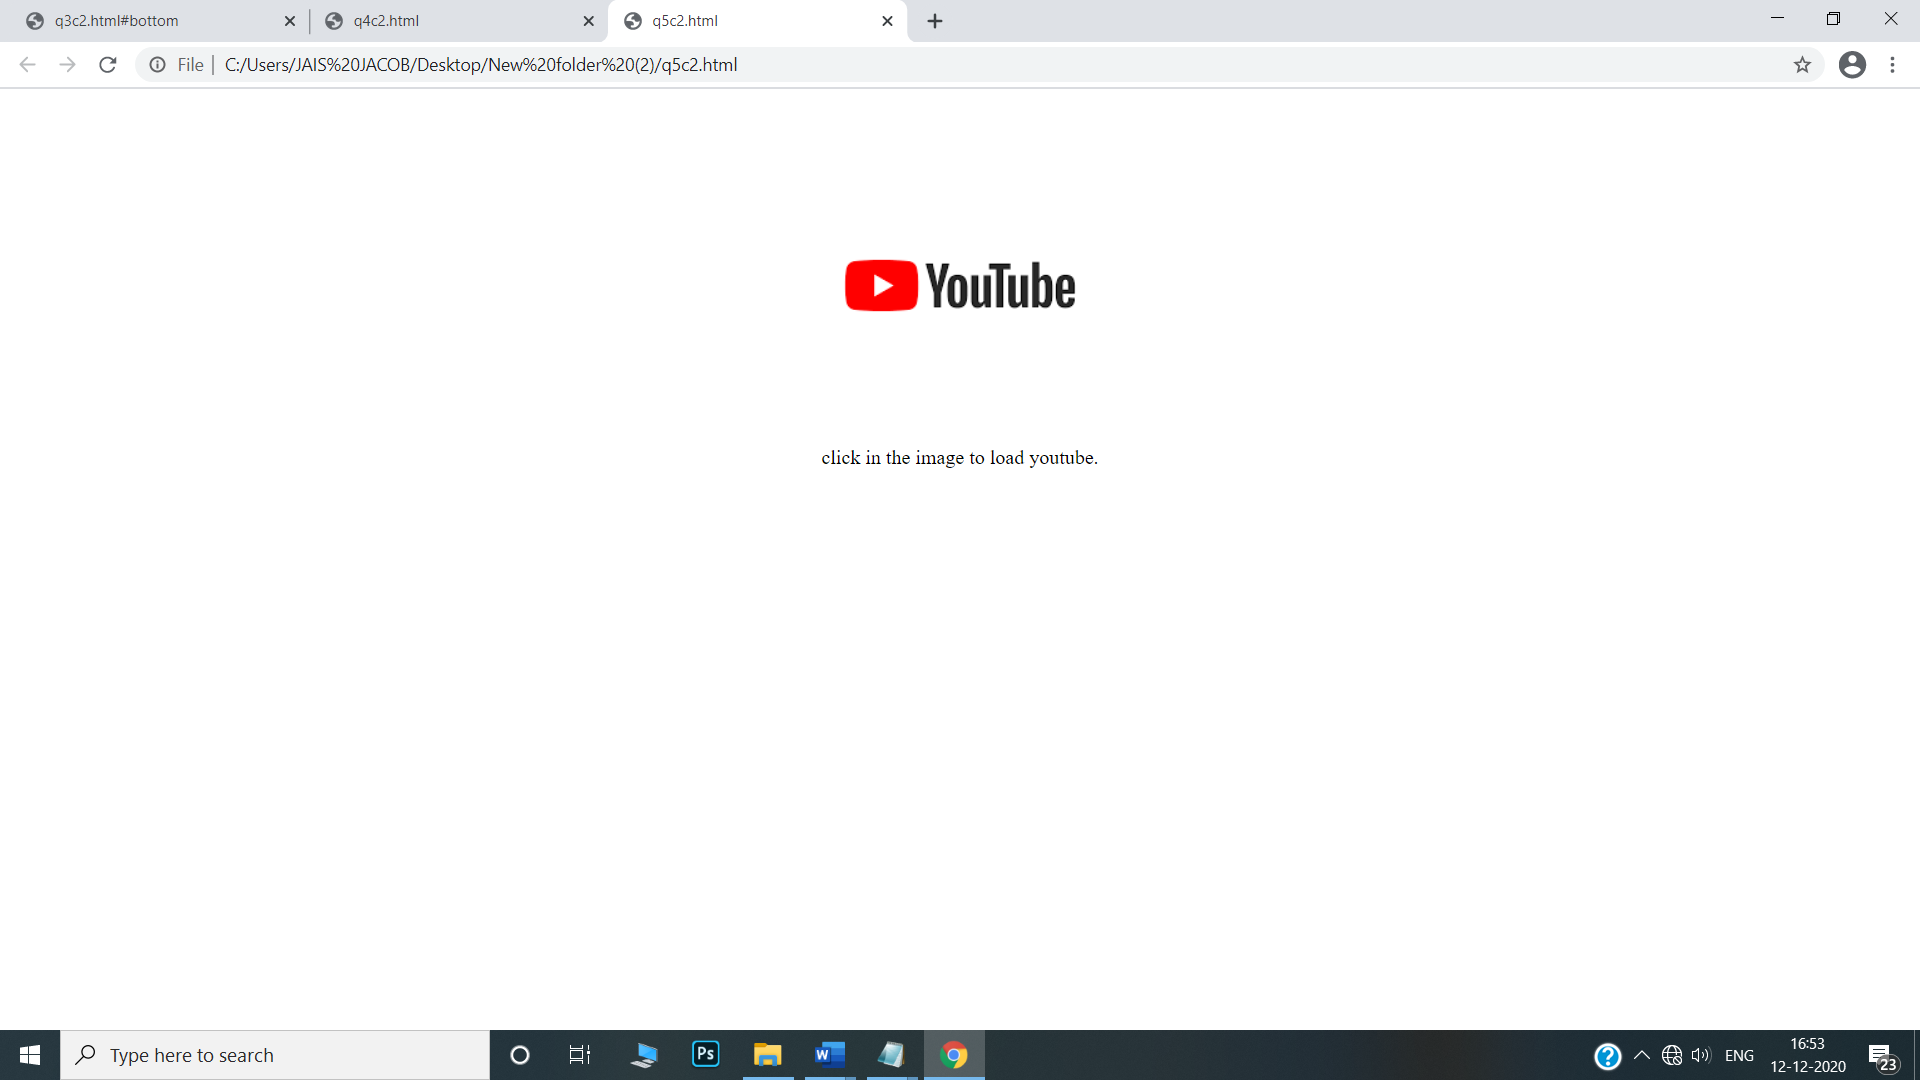 q3c2.html#bottom
q4c2.html
q5c2.html
File
C:/Users/JAIS%20JACOB/Desktop/New%20folder%20(2)/q5c2.html
YouTube
click in the image to load youtube.
Type here to search
Ps
W
?
ENG
16:53
12-12-2020
23